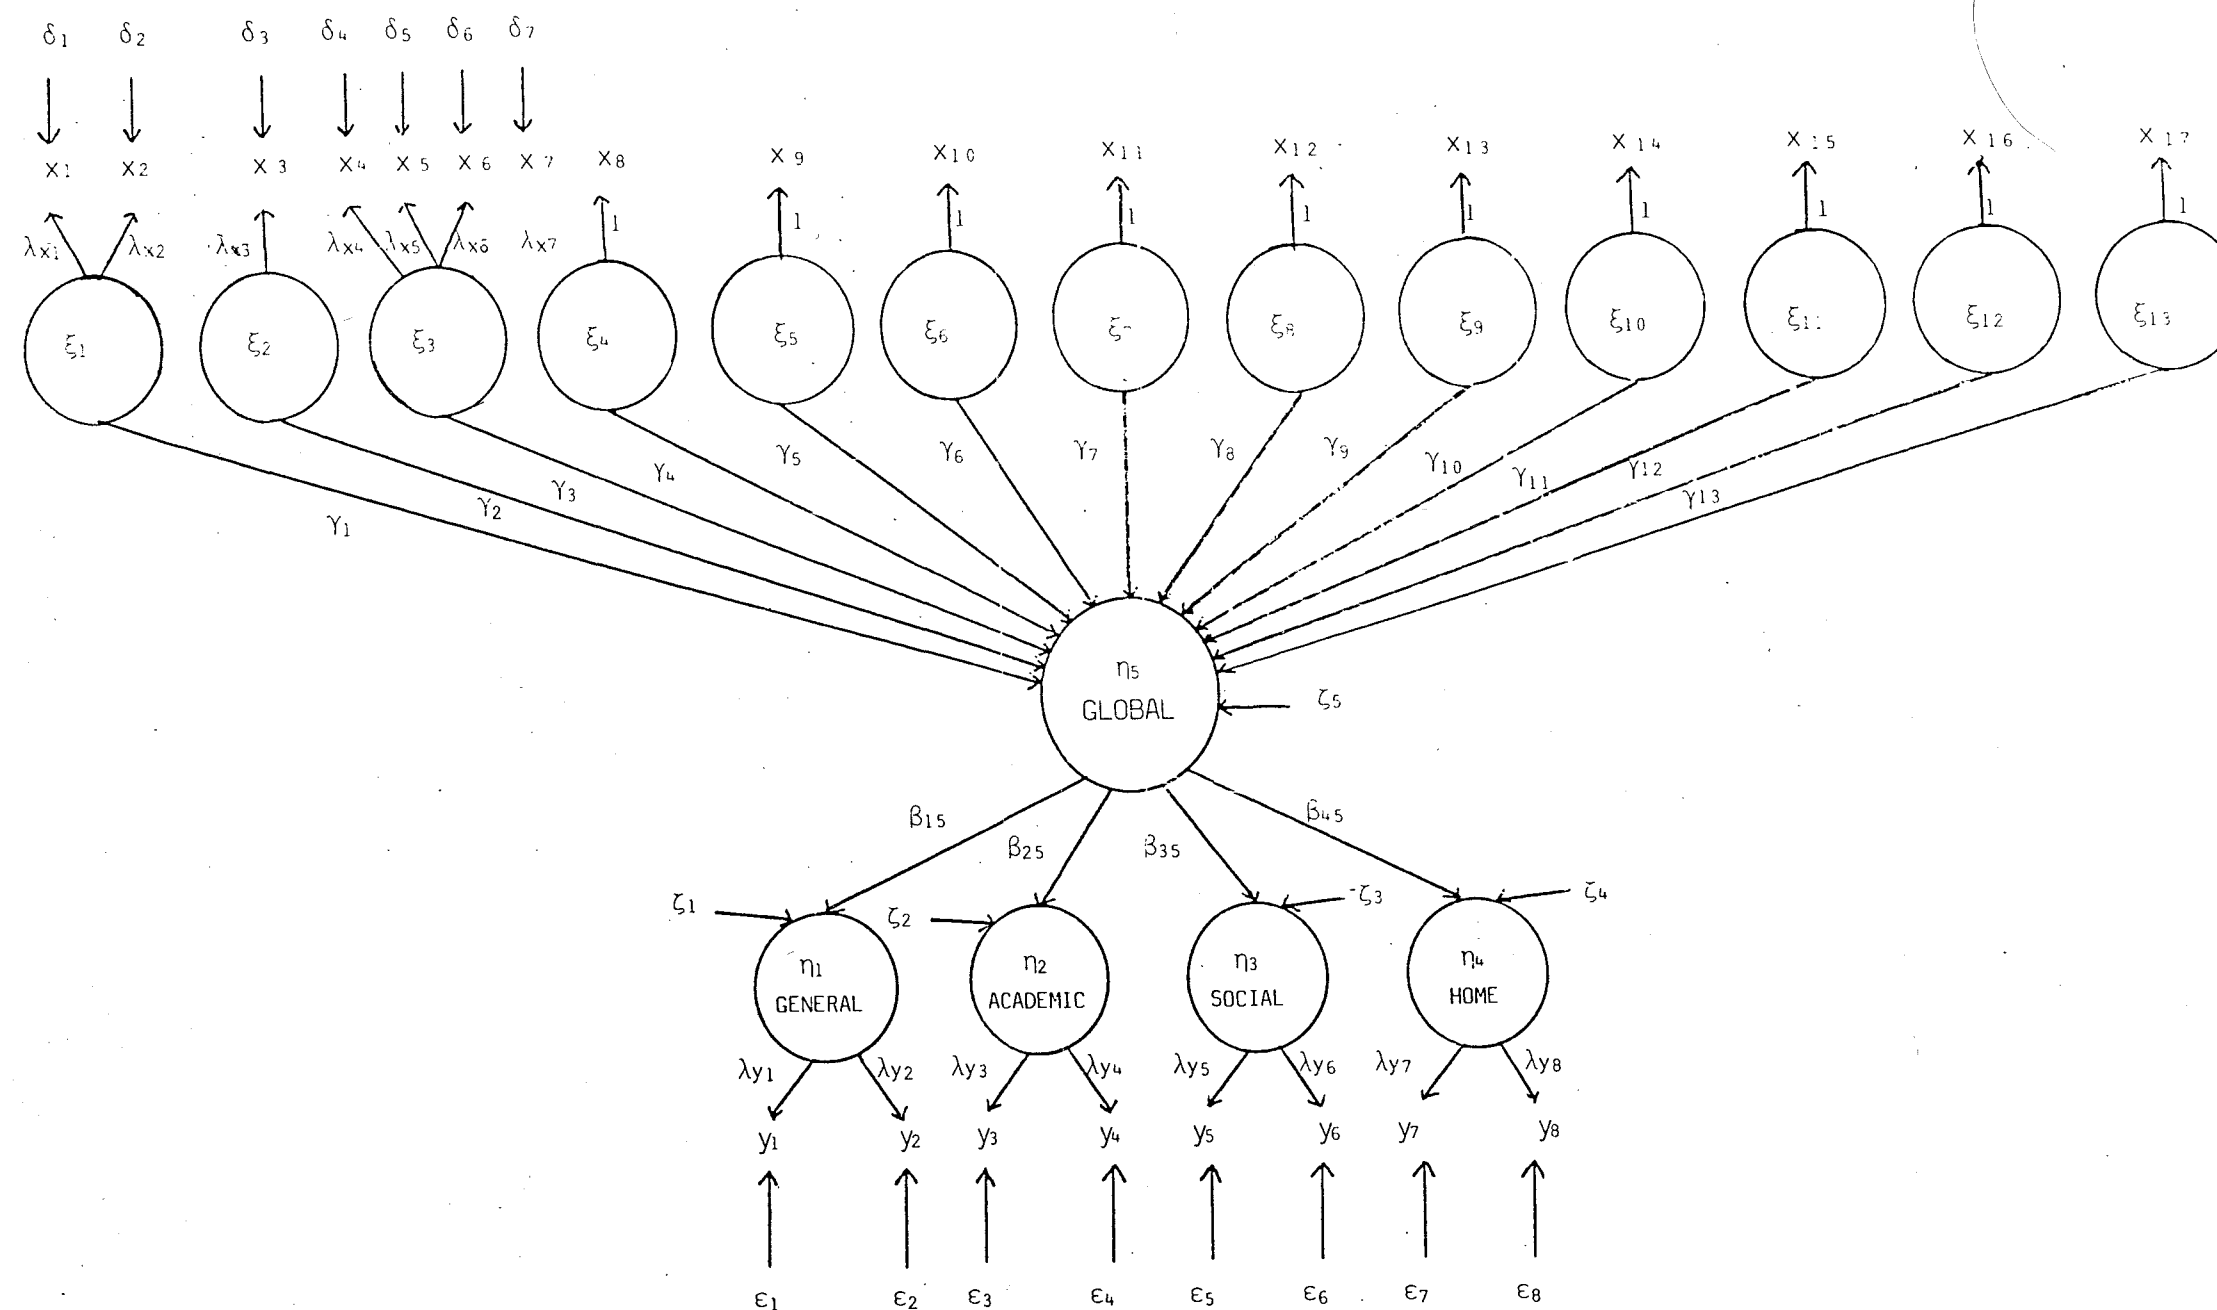 δ1 δ2 δ3 δ4 δ5 δ6 δ7
x1 x2 x3 x4 x5 x6 x7 x8 x9 x10 x11 x12 x13 x14 x15 x16 x17
λx1 λx2 λx3 λx4 λx5 λx6 λx7 1 1 1 1 1 1 1 1 1 1
ξ1 ξ2 ξ3 ξ4 ξ5 ξ6 ξ7 ξ8 ξ9 ξ10 ξ11 ξ12 ξ13
γ1 γ2 γ3 γ4 γ5 γ6 γ7 γ8 γ9 γ10 γ11 γ12 γ13
η5
GLOBAL
ζ5
β15 β25 β35 β45
ζ1 ζ2 ζ3 ζ4
η1 η2 η3 η4
GENERAL ACADEMIC SOCIAL HOME
λy1 λy2 λy3 λy4 λy5 λy6 λy7 λy8
y1 y2 y3 y4 y5 y6 y7 y8
ε1 ε2 ε3 ε4 ε5 ε6 ε7 ε8